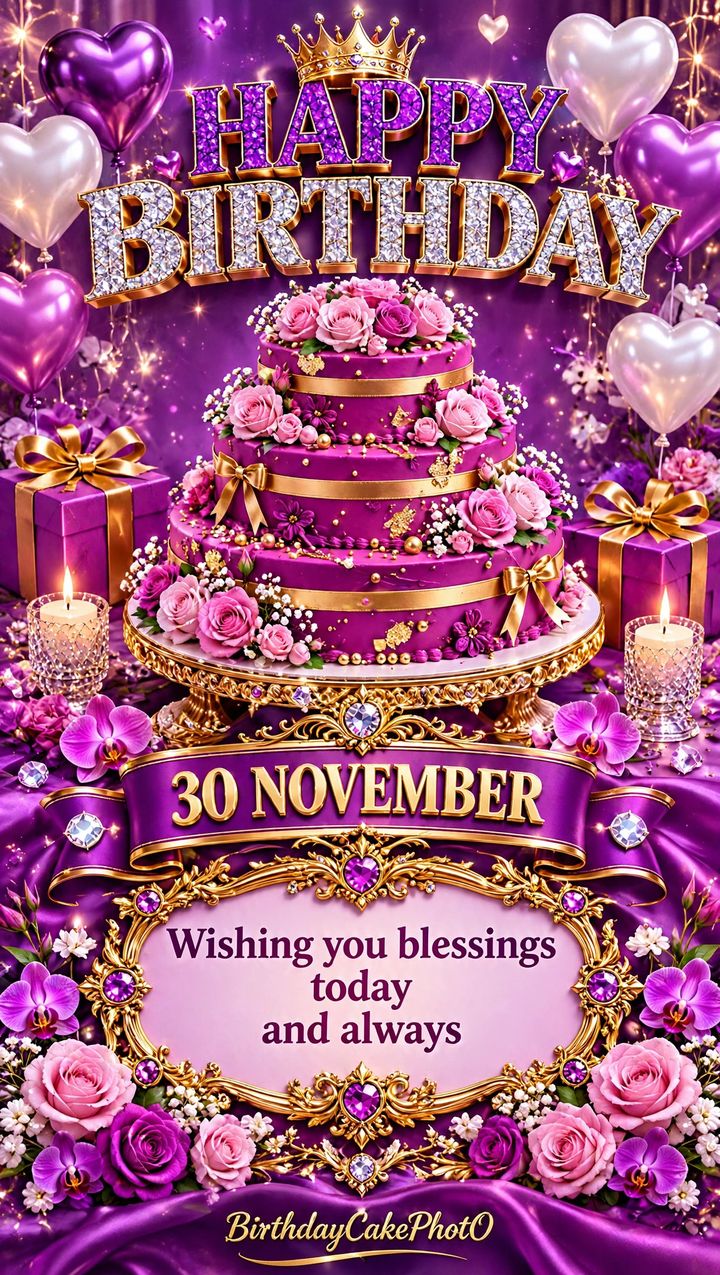 HAPPY
BIRTHDAY
30 NOVEMBER
Wishing you blessings
today
and always
BirthdayCakePhotO